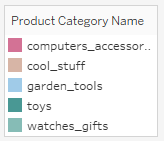 Product Category Name
computers_accessor..
cool_stuff
garden_tools
toys
watches_gifts